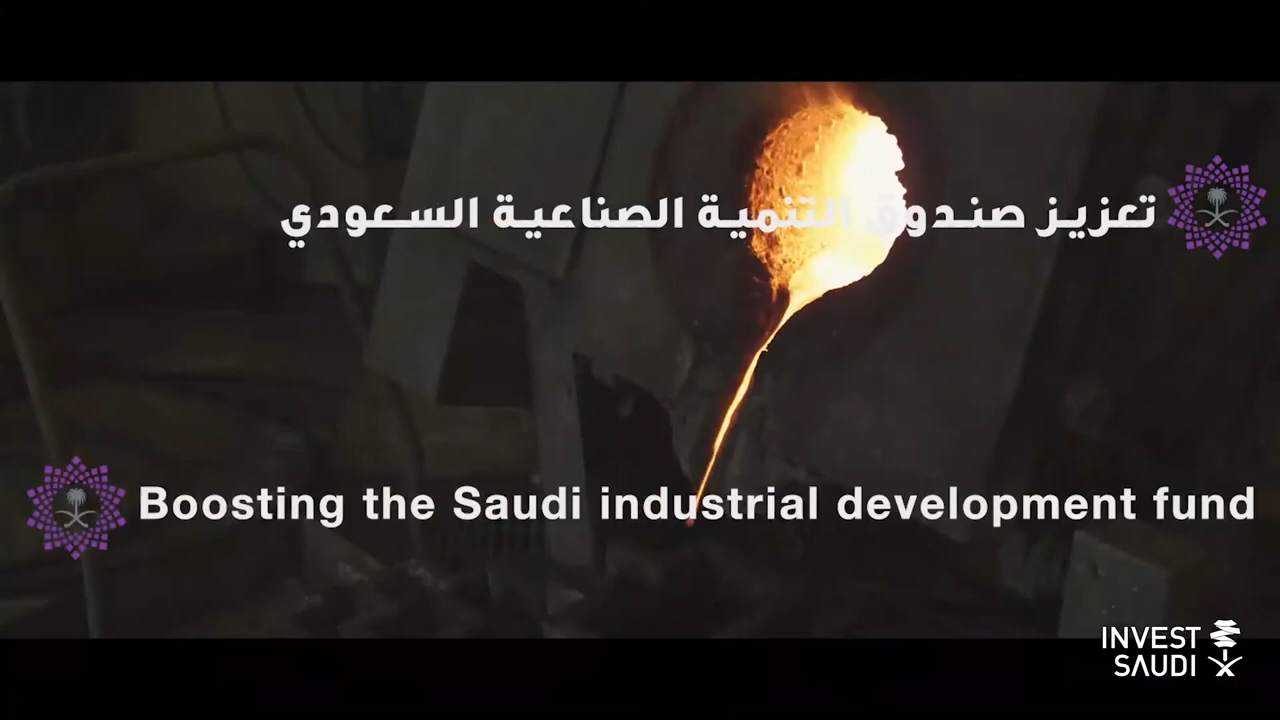 تعزيز صندوق التنمية الصناعية السعودي
Boosting the Saudi industrial development fund
INVEST
SAUDI